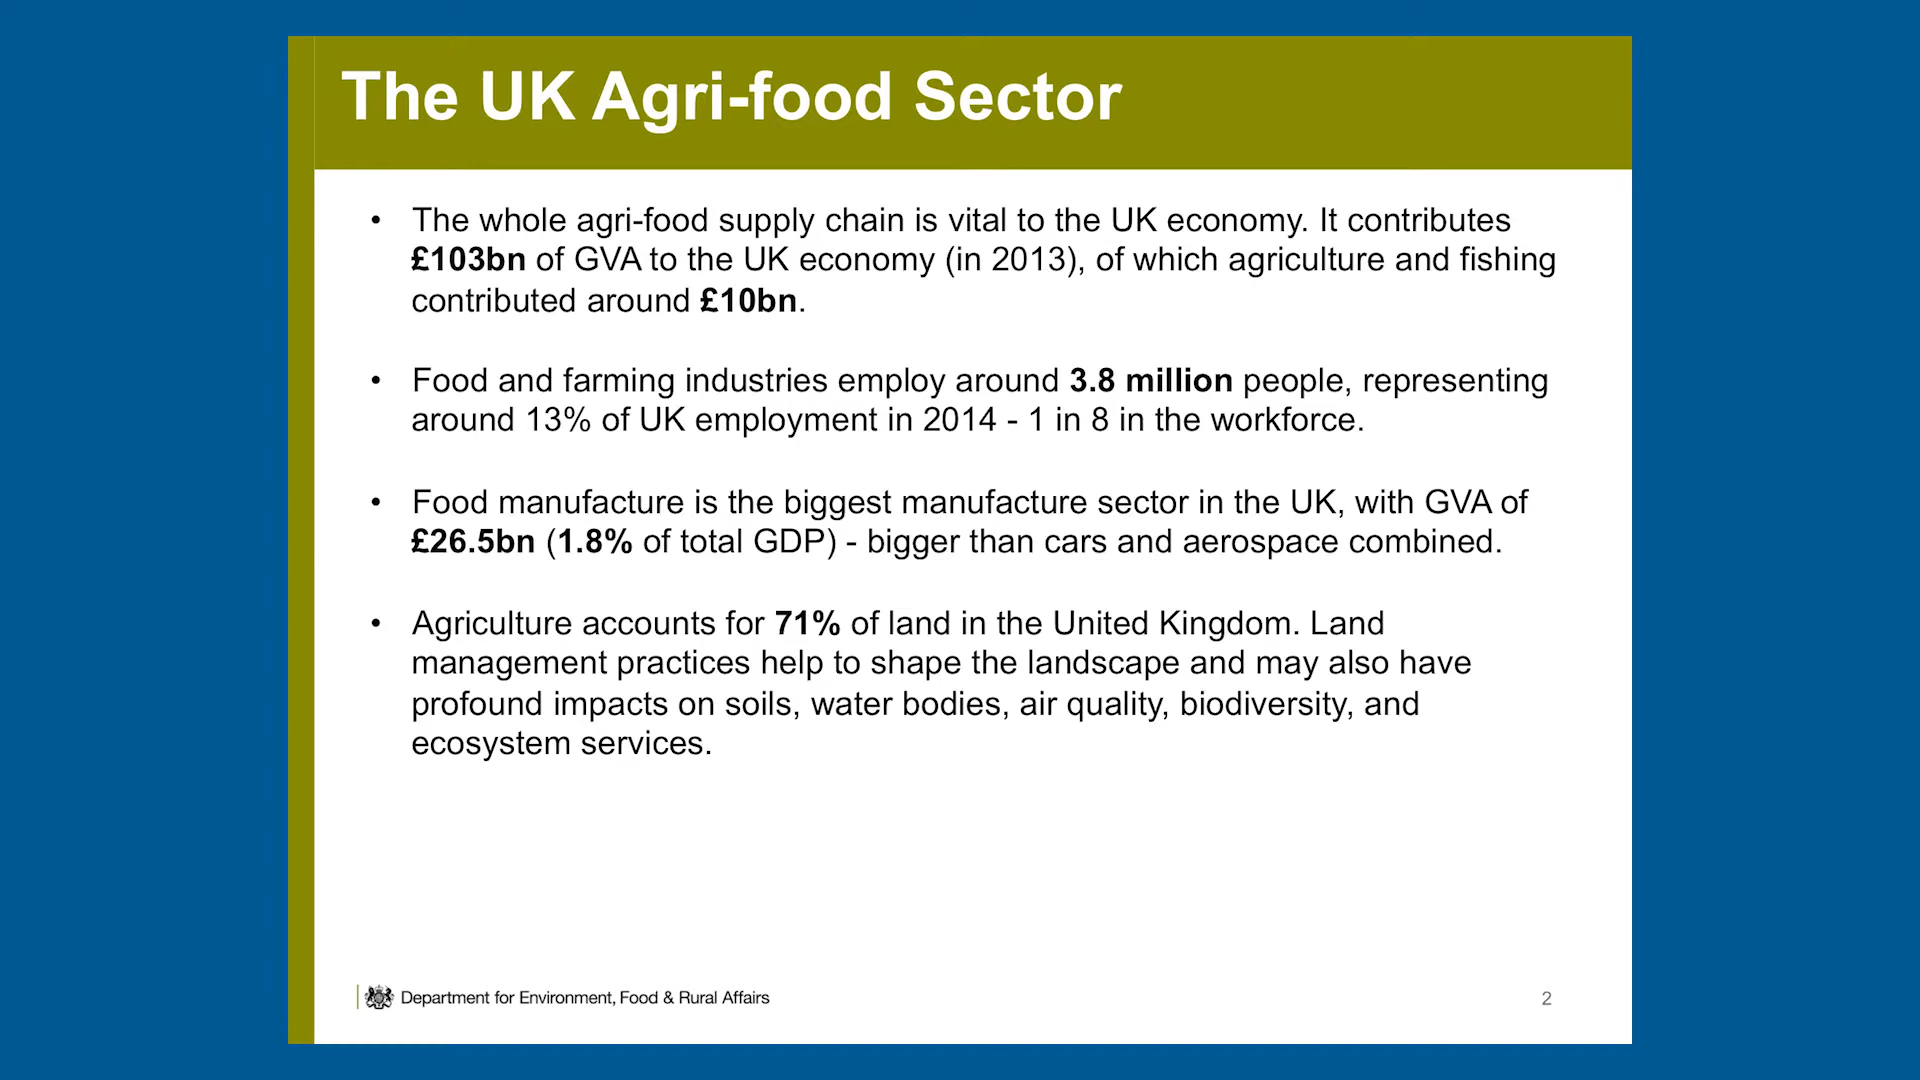 The UK Agri-food Sector
• The whole agri-food supply chain is vital to the UK economy. It contributes
£103bn of GVA to the UK economy (in 2013), of which agriculture and fishing
contributed around £10bn.
• Food and farming industries employ around 3.8 million people, representing
around 13% of UK employment in 2014 - 1 in 8 in the workforce.
• Food manufacture is the biggest manufacture sector in the UK, with GVA of
£26.5bn (1.8% of total GDP) - bigger than cars and aerospace combined.
• Agriculture accounts for 71% of land in the United Kingdom. Land
management practices help to shape the landscape and may also have
profound impacts on soils, water bodies, air quality, biodiversity, and
ecosystem services.
Department for Environment, Food & Rural Affairs
2